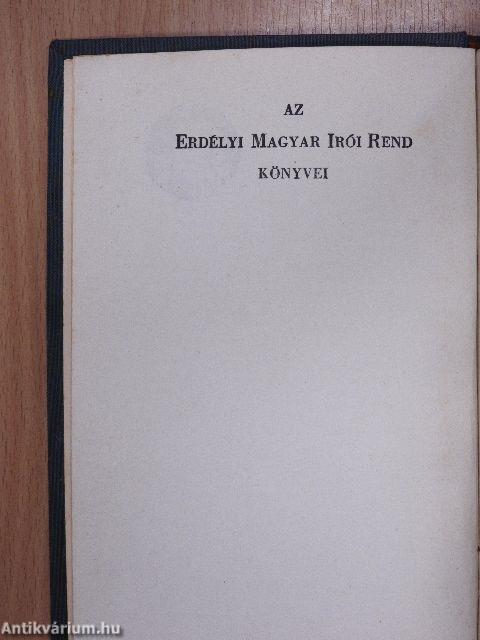 AZ
ERDÉLYI MAGYAR IRÓI REND
KÖNYVEI
Antikvárium.hu